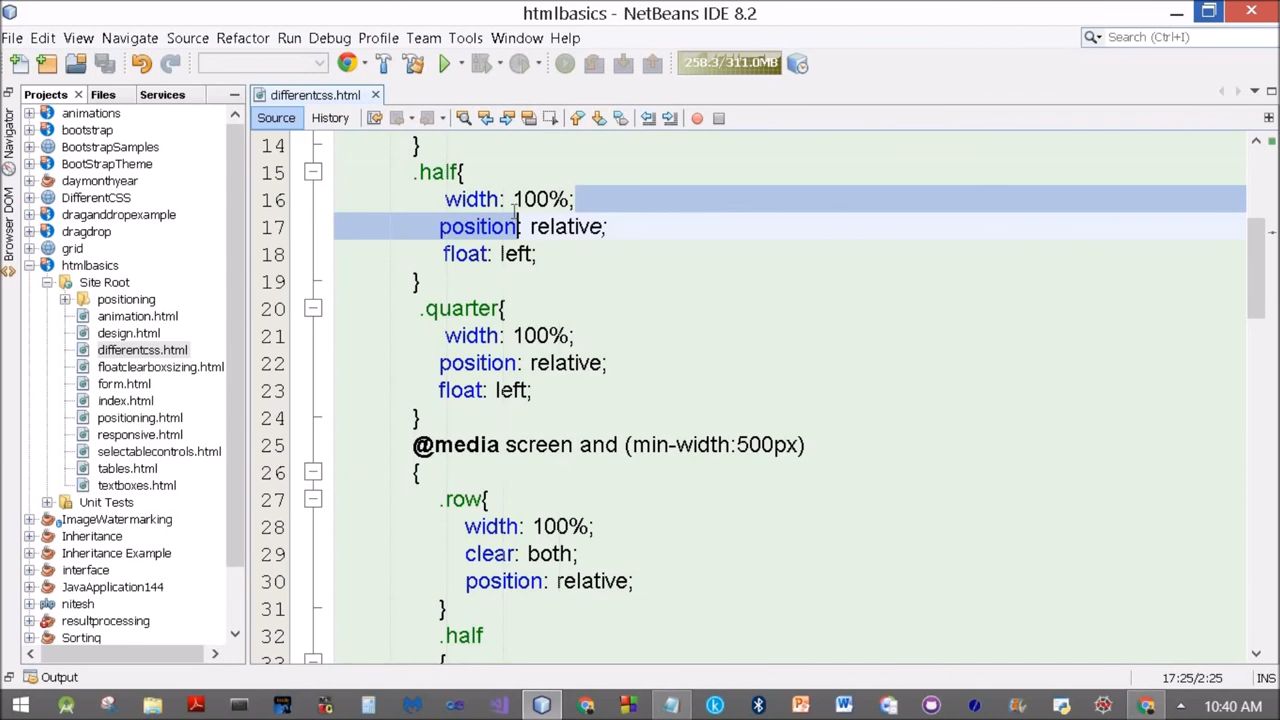 htmlbasics - NetBeans IDE 8.2
File Edit View Navigate Source Refactor Run Debug Profile Team Tools Window Help
Search (Ctrl+I)
258.3/311.0MB
Projects Files Services
differentcss.html
Source History
Navigator
Browser DOM
animations
bootstrap
BootstrapSamples
BootStrapTheme
daymonthyear
DifferentCSS
draganddropexample
dragdrop
grid
htmlbasics
Site Root
positioning
animation.html
design.html
differentcss.html
floatclearboxsizing.html
form.html
index.html
positioning.html
responsive.html
selectablecontrols.html
tables.html
textboxes.html
Unit Tests
ImageWatermarking
Inheritance
Inheritance Example
interface
JavaApplication144
nitesh
resultprocessing
Sorting
14 }
15 .half{
16 width: 100%;
17 position: relative;
18 float: left;
19 }
20 .quarter{
21 width: 100%;
22 position: relative;
23 float: left;
24 }
25 @media screen and (min-width:500px)
26 {
27 .row{
28 width: 100%;
29 clear: both;
30 position: relative;
31 }
32 .half
33 {
Output
17:25/2:25 INS
10:40 AM